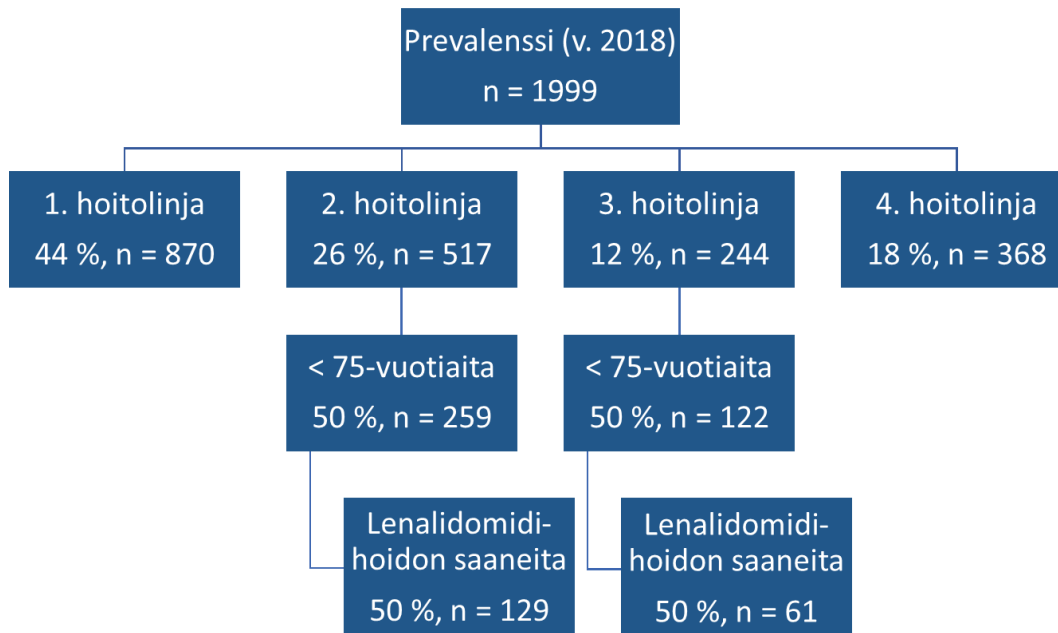 Prevalenssi (v. 2018)
n = 1999
1. hoitolinja
44 %, n = 870
2. hoitolinja
26 %, n = 517
3. hoitolinja
12 %, n = 244
4. hoitolinja
18 %, n = 368
< 75-vuotiaita
50 %, n = 259
< 75-vuotiaita
50 %, n = 122
Lenalidomidi-
hoidon saaneita
50 %, n = 129
Lenalidomidi-
hoidon saaneita
50 %, n = 61